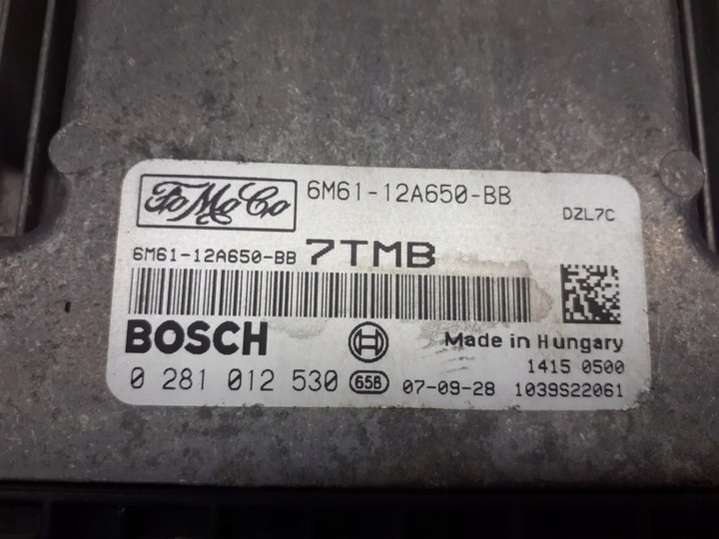 FoMoCo 6M61-12A650-BB
DZL7C
6M61-12A650-BB 7TMB
BOSCH
Made in Hungary
1415 0500
0 281 012 530 658 07-09-28 1039S22061